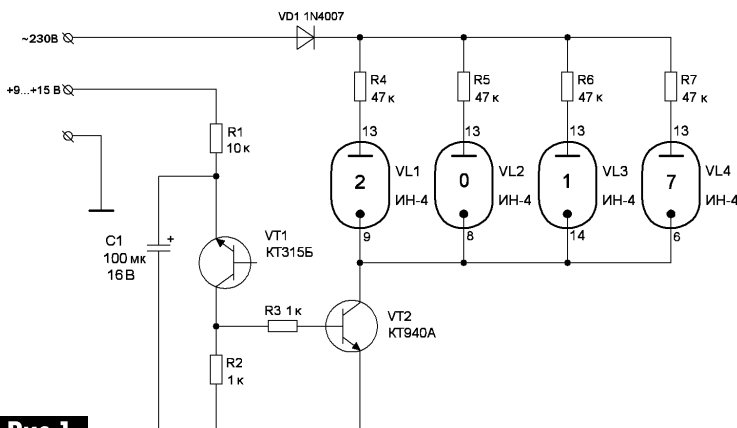 VD1 1N4007
~230В
+9...+15 В
R1
10 к
R4
47 к
R5
47 к
R6
47 к
R7
47 к
13
13
13
13
2
VL1
ИН-4
0
VL2
ИН-4
1
VL3
ИН-4
7
VL4
ИН-4
9
8
14
6
C1
+
100 мк
16 В
VT1
КТ315Б
R3 1 к
VT2
КТ940А
R2
1 к
Рис 1